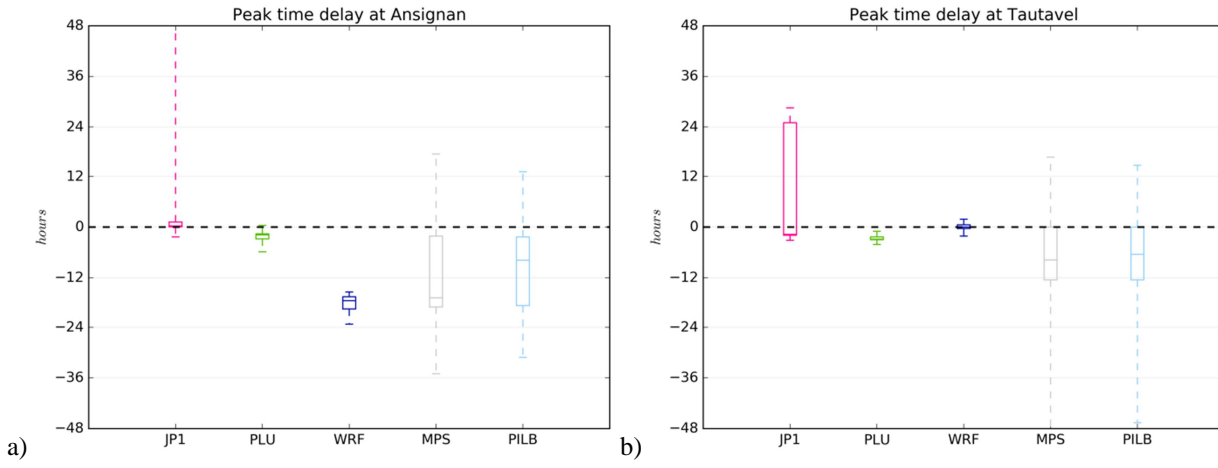 Peak time delay at Ansignan
48
36
24
12
0
−12
−24
−36
−48
hours
JP1 PLU WRF MPS PILB
a)
Peak time delay at Tautavel
48
36
24
12
0
−12
−24
−36
−48
hours
JP1 PLU WRF MPS PILB
b)